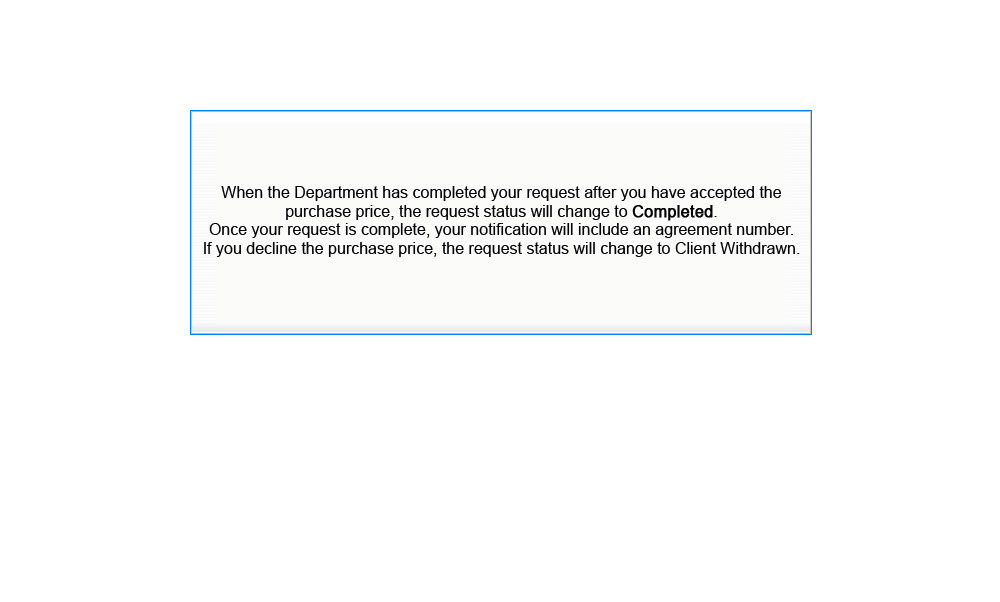 When the Department has completed your request after you have accepted the
purchase price, the request status will change to Completed.
Once your request is complete, your notification will include an agreement number.
If you decline the purchase price, the request status will change to Client Withdrawn.